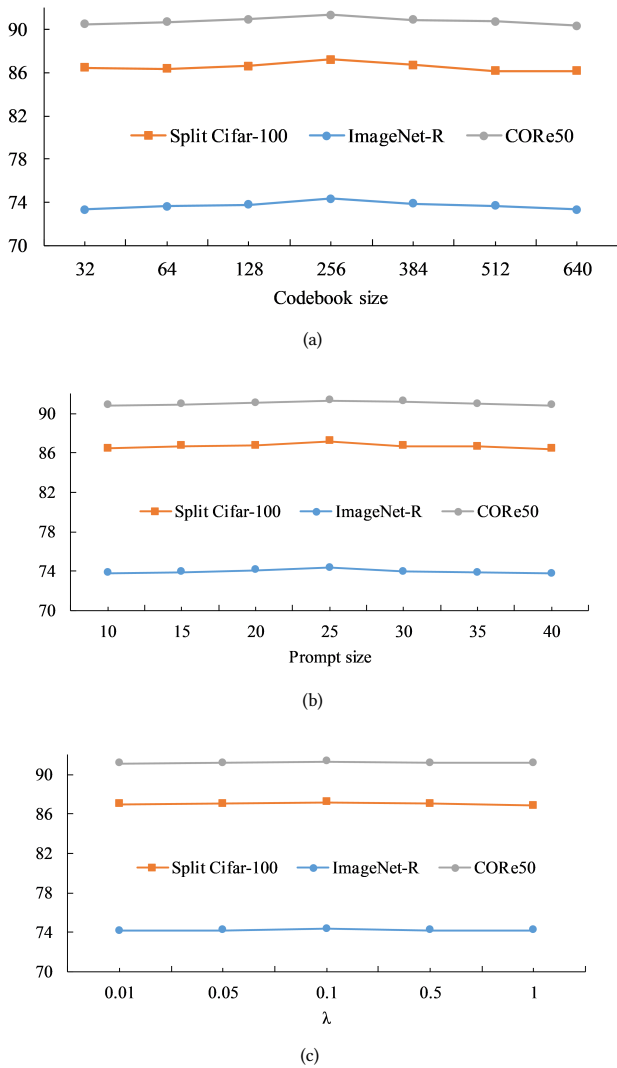 90
86
82
Split Cifar-100 ImageNet-R CORe50
78
74
70
32 64 128 256 384 512 640
Codebook size
(a)
90
86
82
Split Cifar-100 ImageNet-R CORe50
78
74
70
10 15 20 25 30 35 40
Prompt size
(b)
90
86
82
Split Cifar-100 ImageNet-R CORe50
78
74
70
0.01 0.05 0.1 0.5 1
λ
(c)